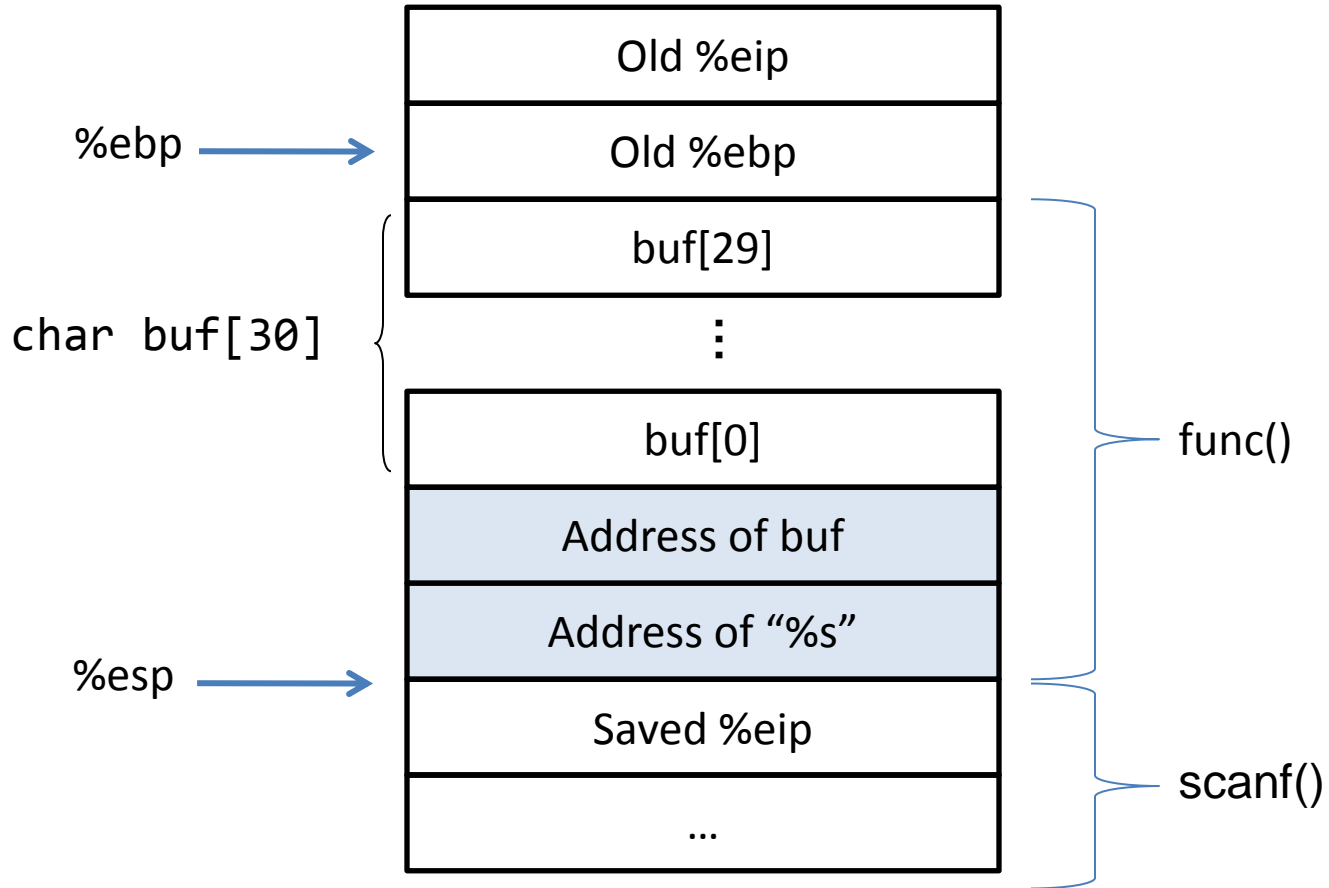 Old %eip
%ebp
Old %ebp
buf[29]
char buf[30]
⋮
buf[0]
func()
Address of buf
Address of “%s”
%esp
Saved %eip
scanf()
…